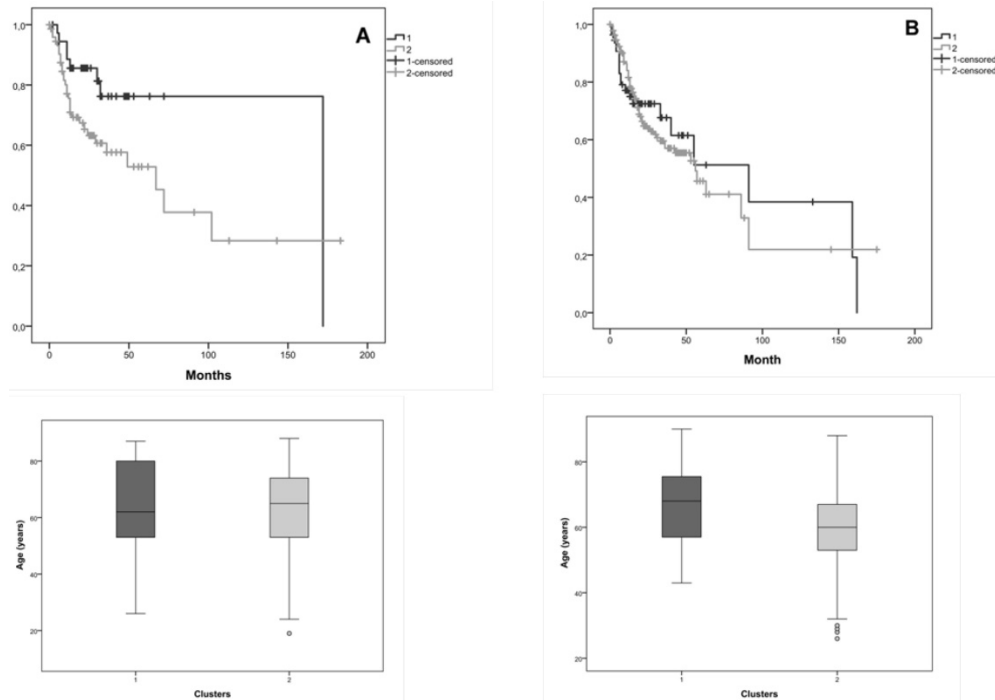 A
1,0
0,8
0,6
0,4
0,2
0,0
0 50 100 150 200
Months
1
2
1-censored
2-censored
B
1,0
0,8
0,6
0,4
0,2
0,0
0 50 100 150 200
Month
1
2
1-censored
2-censored
Age (years)
80
60
40
20
1 2
Clusters
Age (years)
80
60
40
20
1 2
Clusters